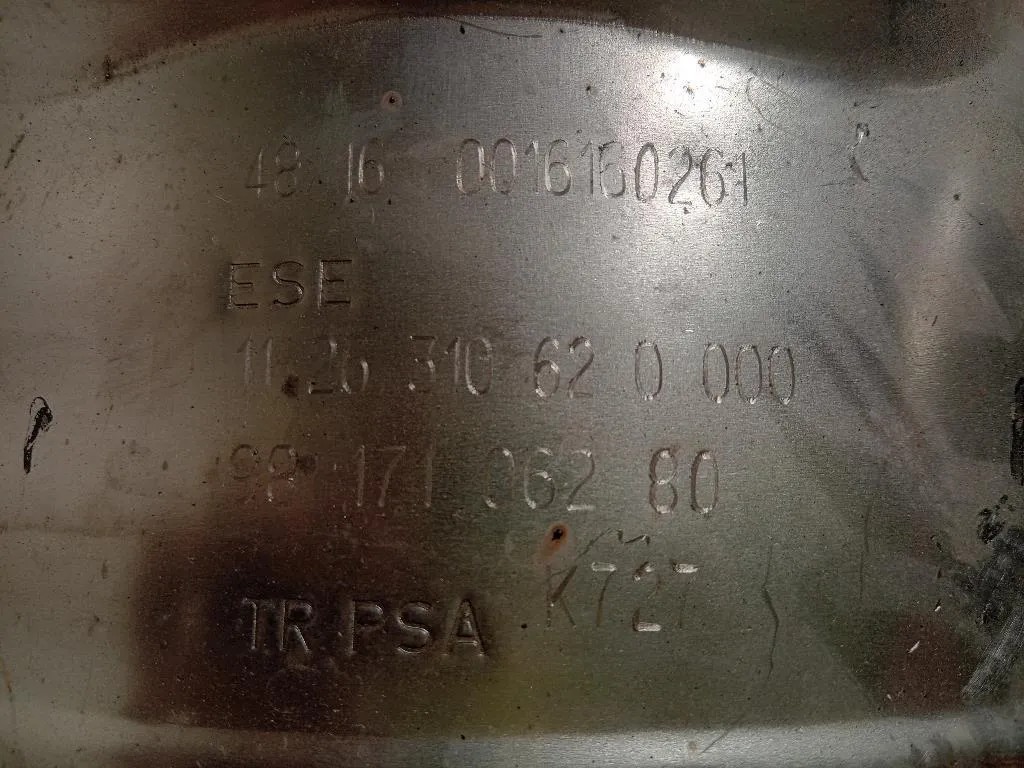 48 16 0016160261
ESE
11.26 310 62 0 000
98 171 062 80
K727
TR PSA